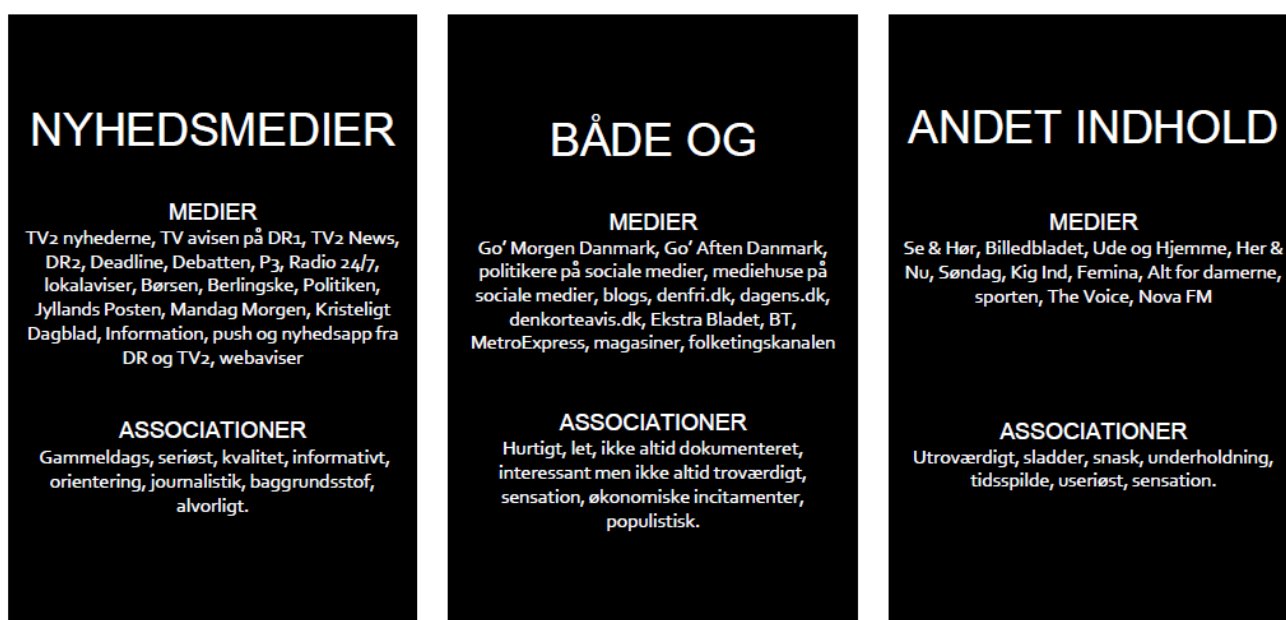 NYHEDSMEDIER
MEDIER
TV2 nyhederne, TV avisen på DR1, TV2 News,
DR2, Deadline, Debatten, P3, Radio 24/7,
lokalaviser, Børsen, Berlingske, Politiken,
Jyllands Posten, Mandag Morgen, Kristeligt
Dagblad, Information, push og nyhedsapp fra
DR og TV2, webaviser
ASSOCIATIONER
Gammeldags, seriøst, kvalitet, informativt,
orientering, journalistik, baggrundsstof,
alvorligt.
BÅDE OG
MEDIER
Go’ Morgen Danmark, Go’ Aften Danmark,
politikere på sociale medier, mediehuse på
sociale medier, blogs, denfri.dk, dagens.dk,
denkorteavis.dk, Ekstra Bladet, BT,
MetroExpress, magasiner, folketingskanalen
ASSOCIATIONER
Hurtigt, let, ikke altid dokumenteret,
interessant men ikke altid troværdigt,
sensation, økonomiske incitamenter,
populistisk.
ANDET INDHOLD
MEDIER
Se & Hør, Billedbladet, Ude og Hjemme, Her &
Nu, Søndag, Kig Ind, Femina, Alt for damerne,
sporten, The Voice, Nova FM
ASSOCIATIONER
Utroværdigt, sladder, snask, underholdning,
tidsspilde, useriøst, sensation.